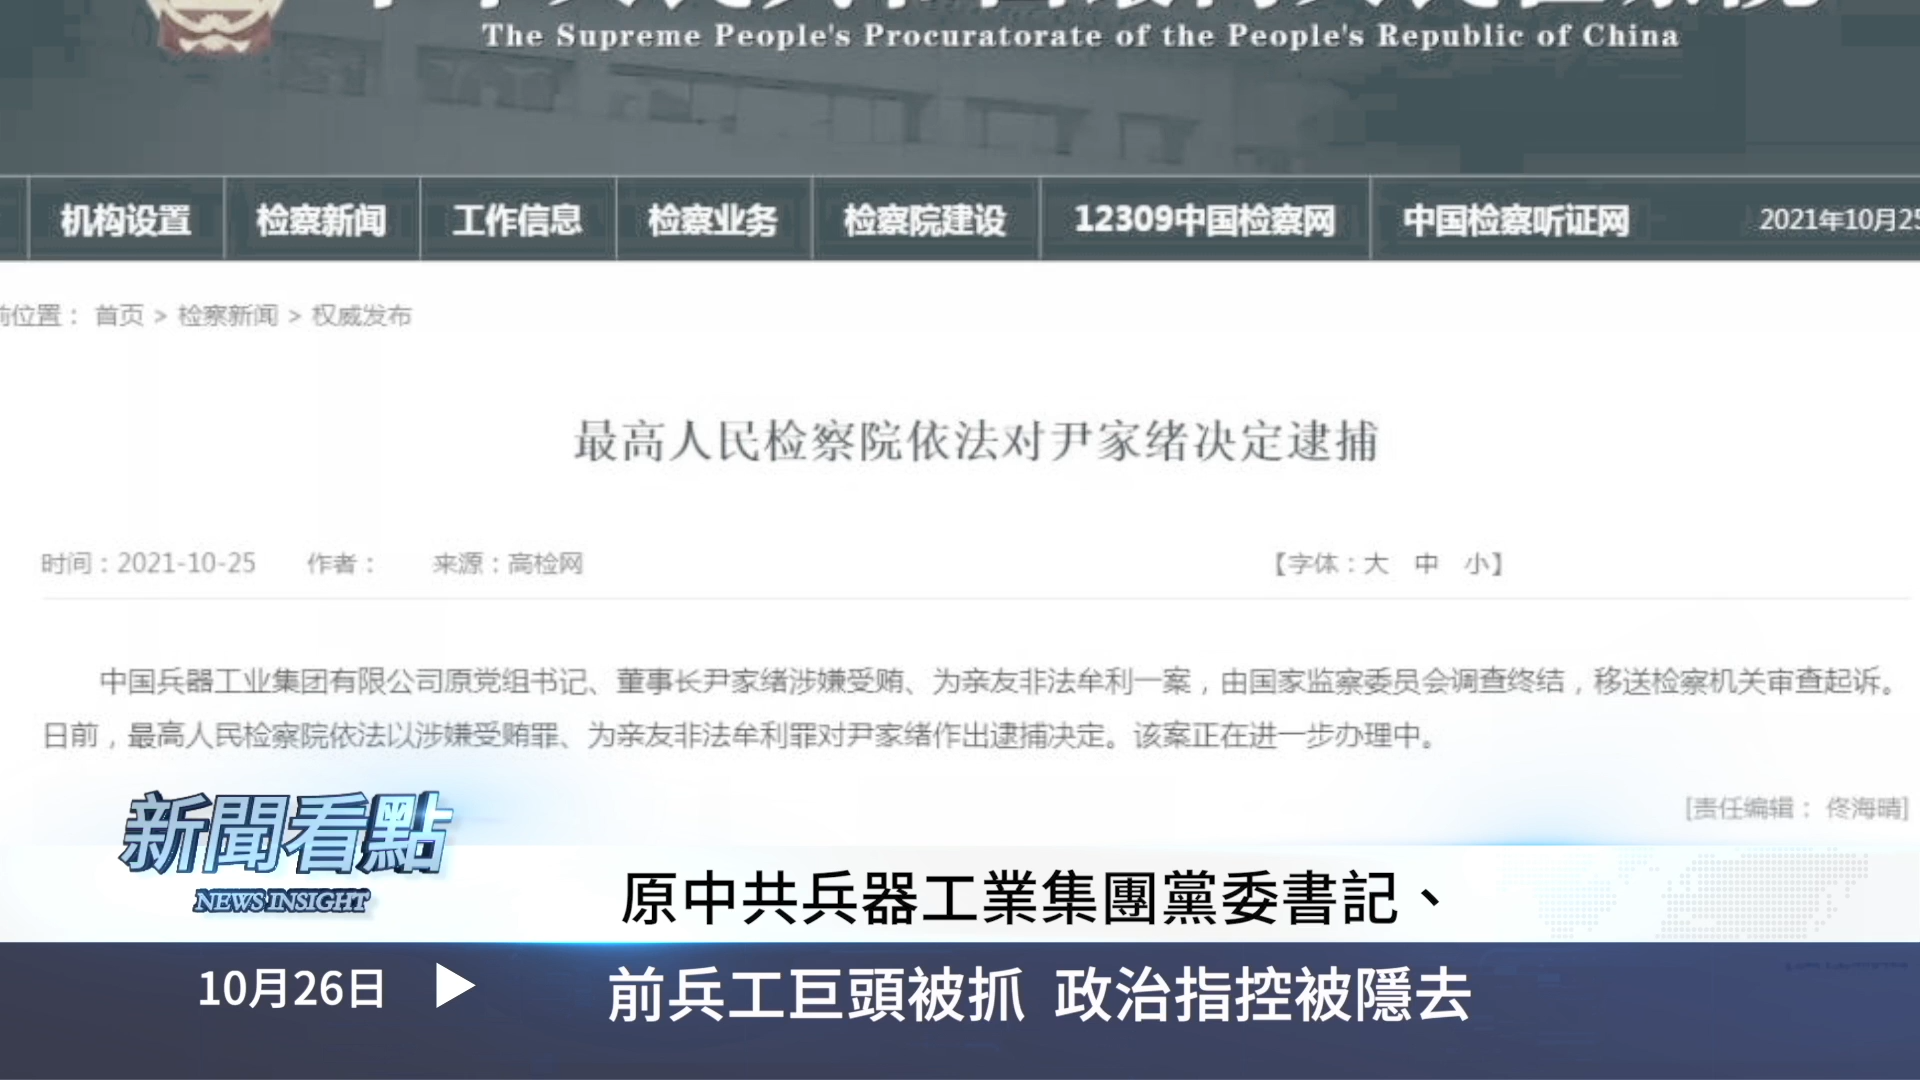 The Supreme People's Procuratorate of the People's Republic of China
机构设置 检察新闻 工作信息 检察业务 检察院建设 12309中国检察网 中国检察听证网 2021年10月25
位置： 首页 > 检察新闻 > 权威发布
最高人民检察院依法对尹家绪决定逮捕
时间：2021-10-25 作者： 来源：高检网 【字体：大 中 小】
中国兵器工业集团有限公司原党组书记、董事长尹家绪涉嫌受贿、为亲友非法牟利一案，由国家监察委员会调查终结，移送检察机关审查起诉。
日前，最高人民检察院依法以涉嫌受贿罪、为亲友非法牟利罪对尹家绪作出逮捕决定。该案正在进一步办理中。
[责任编辑： 佟海晴]
新聞看點
NEWS INSIGHT
原中共兵器工業集團黨委書記、
10月26日 前兵工巨頭被抓 政治指控被隱去